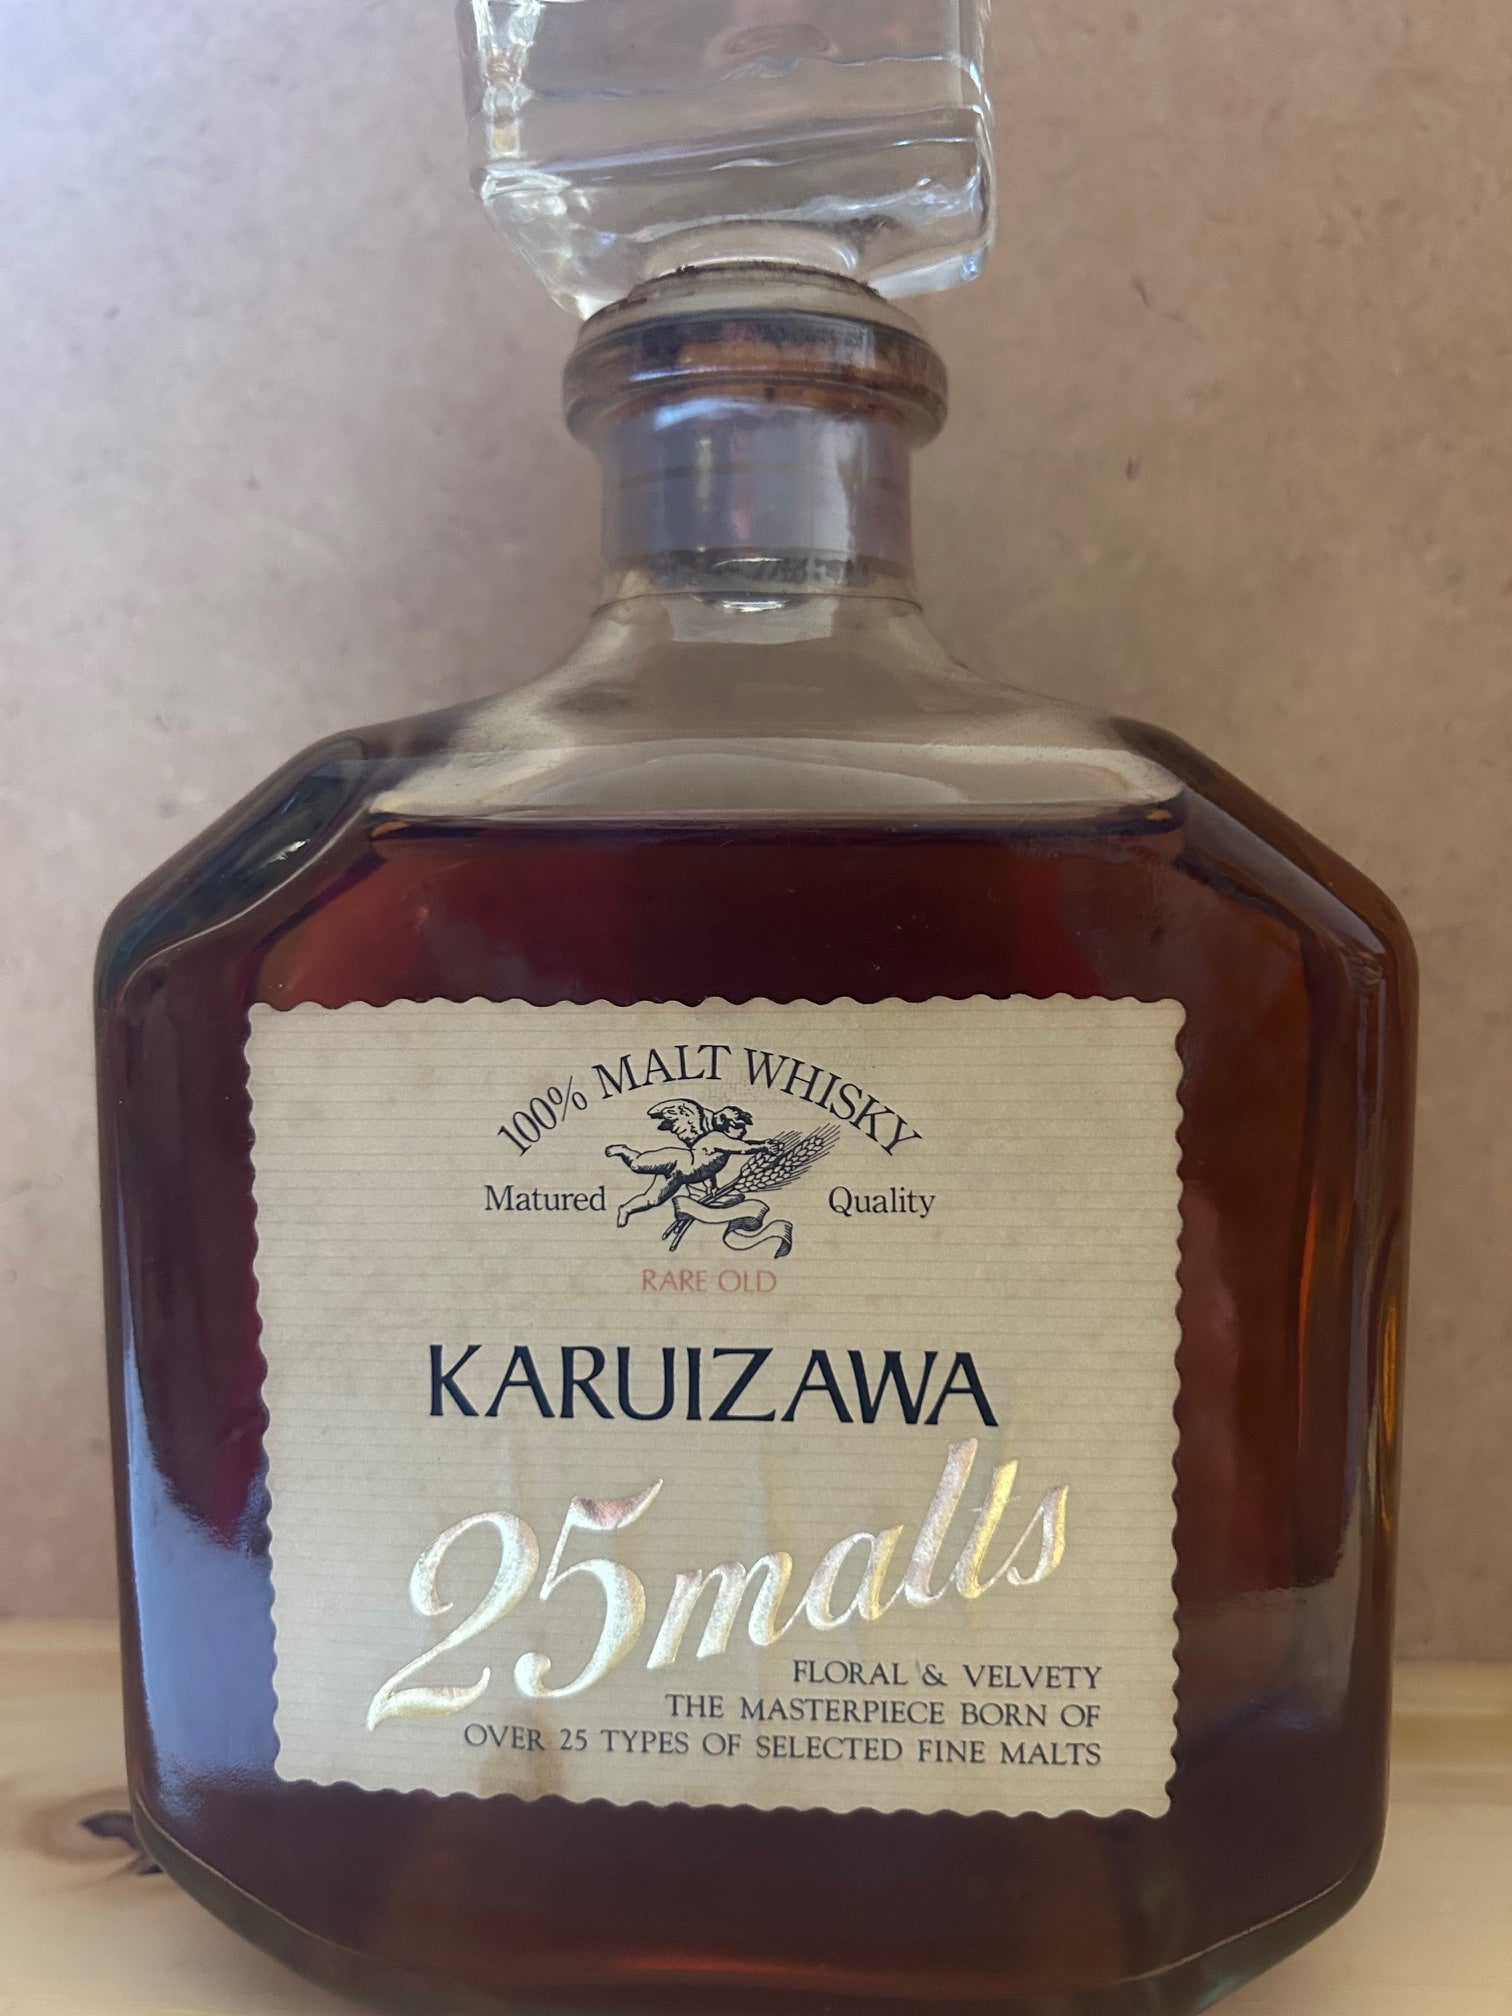 100% MALT WHISKY
Matured Quality
RARE OLD
KARUIZAWA
25malts
FLORAL & VELVETY
THE MASTERPIECE BORN OF
OVER 25 TYPES OF SELECTED FINE MALTS